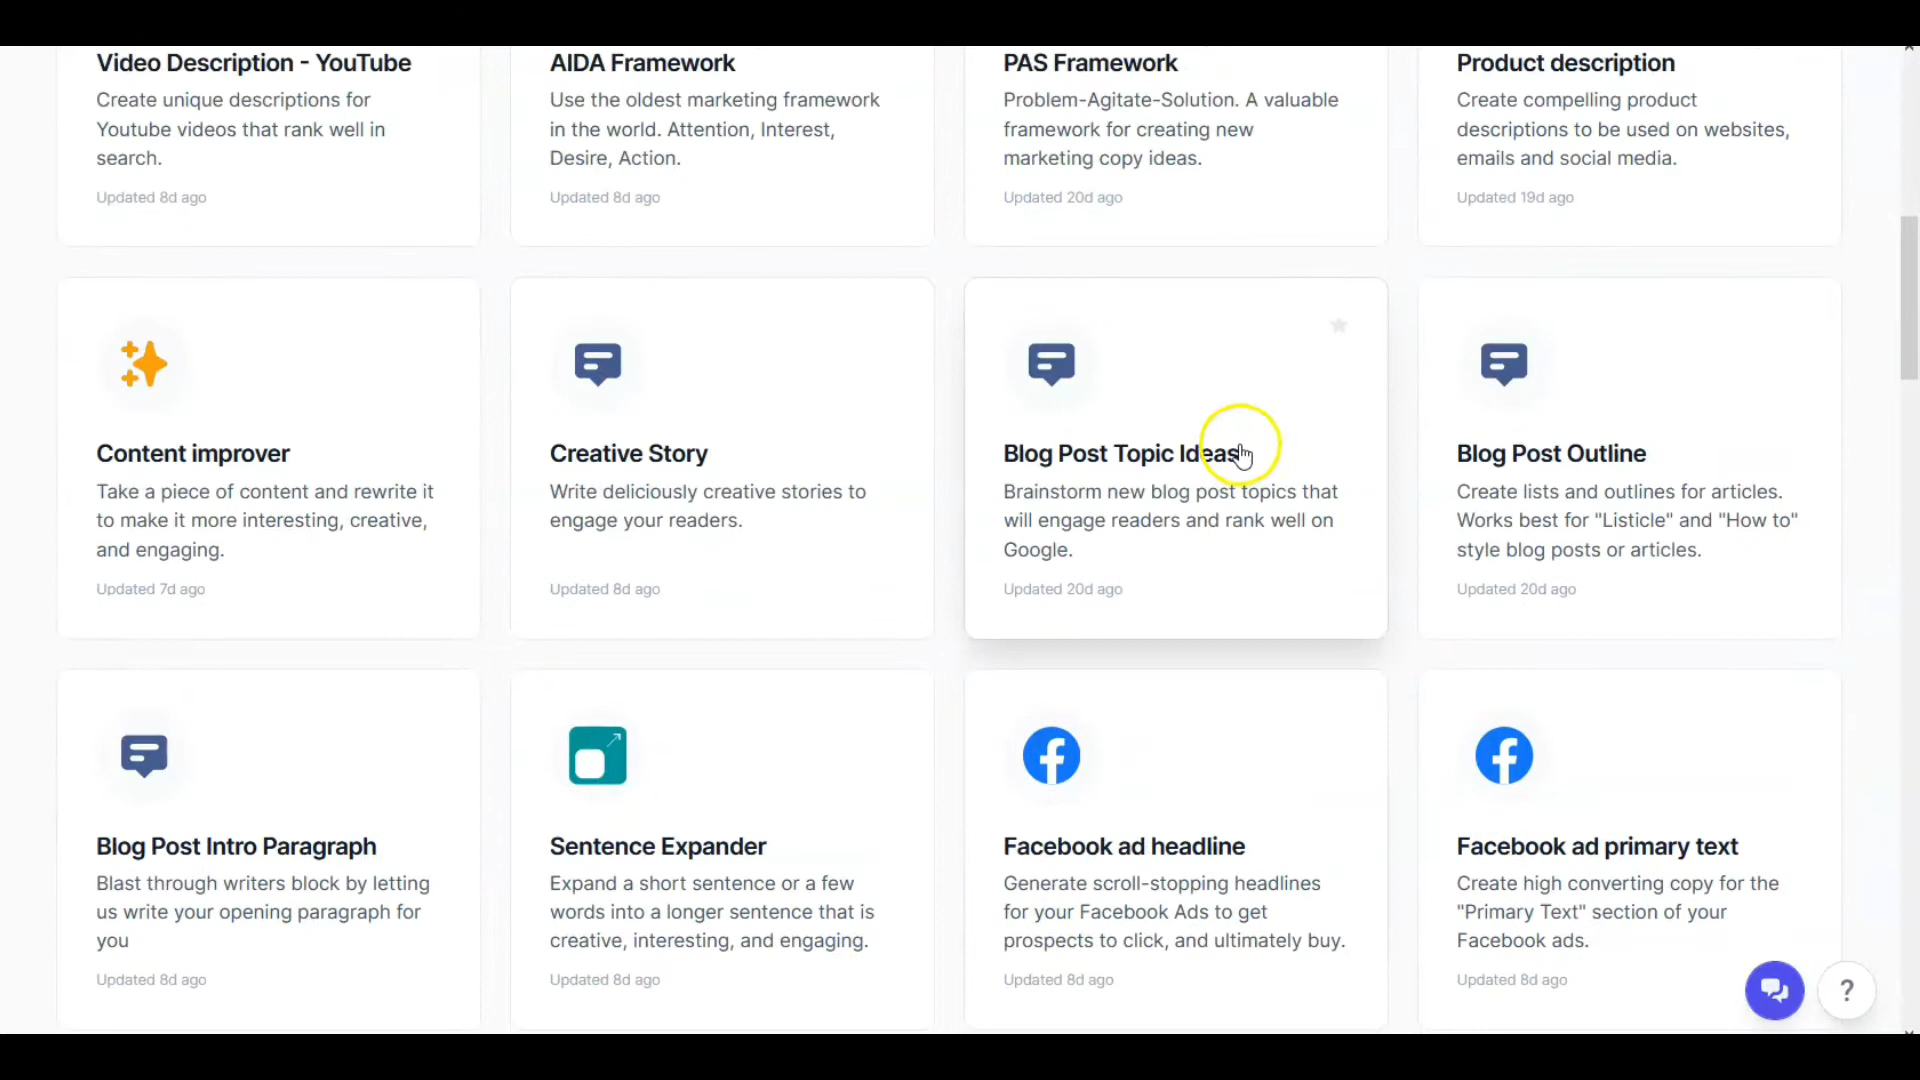 Video Description - YouTube
Create unique descriptions for
Youtube videos that rank well in
search.
Updated 8d ago
AIDA Framework
Use the oldest marketing framework
in the world. Attention, Interest,
Desire, Action.
Updated 8d ago
PAS Framework
Problem-Agitate-Solution. A valuable
framework for creating new
marketing copy ideas.
Updated 20d ago
Product description
Create compelling product
descriptions to be used on websites,
emails and social media.
Updated 19d ago
Content improver
Take a piece of content and rewrite it
to make it more interesting, creative,
and engaging.
Updated 7d ago
Creative Story
Write deliciously creative stories to
engage your readers.
Updated 8d ago
Blog Post Topic Ideas
Brainstorm new blog post topics that
will engage readers and rank well on
Google.
Updated 20d ago
Blog Post Outline
Create lists and outlines for articles.
Works best for "Listicle" and "How to"
style blog posts or articles.
Updated 20d ago
Blog Post Intro Paragraph
Blast through writers block by letting
us write your opening paragraph for
you
Updated 8d ago
Sentence Expander
Expand a short sentence or a few
words into a longer sentence that is
creative, interesting, and engaging.
Updated 8d ago
Facebook ad headline
Generate scroll-stopping headlines
for your Facebook Ads to get
prospects to click, and ultimately buy.
Updated 8d ago
Facebook ad primary text
Create high converting copy for the
"Primary Text" section of your
Facebook ads.
Updated 8d ago
?